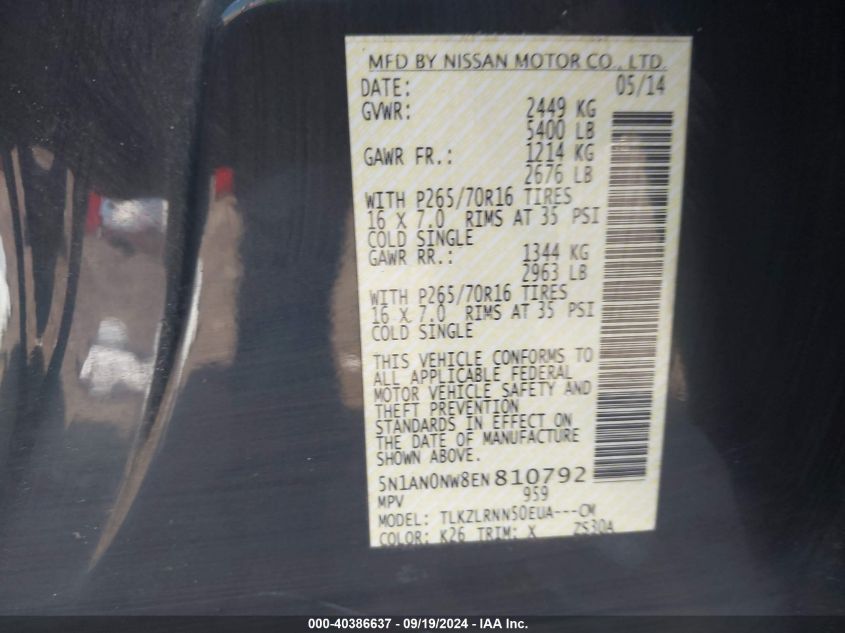 MFD BY NISSAN MOTOR CO., LTD.
DATE: 05/14
GVWR: 2449 KG
5400 LB
GAWR FR.: 1214 KG
2676 LB
WITH P265/70R16 TIRES
16 X 7.0 RIMS AT 35 PSI
COLD SINGLE
GAWR RR.: 1344 KG
2963 LB
WITH P265/70R16 TIRES
16 X 7.0 RIMS AT 35 PSI
COLD SINGLE
THIS VEHICLE CONFORMS TO
ALL APPLICABLE FEDERAL
MOTOR VEHICLE SAFETY AND
THEFT PREVENTION
STANDARDS IN EFFECT ON
THE DATE OF MANUFACTURE
SHOWN ABOVE.
5N1AN0NW8EN810792
MPV 959
MODEL: TLKZLRNN50EUA---CM
COLOR: K26 TRIM: X ZS30A
000-40386637 - 09/19/2024 - IAA Inc.